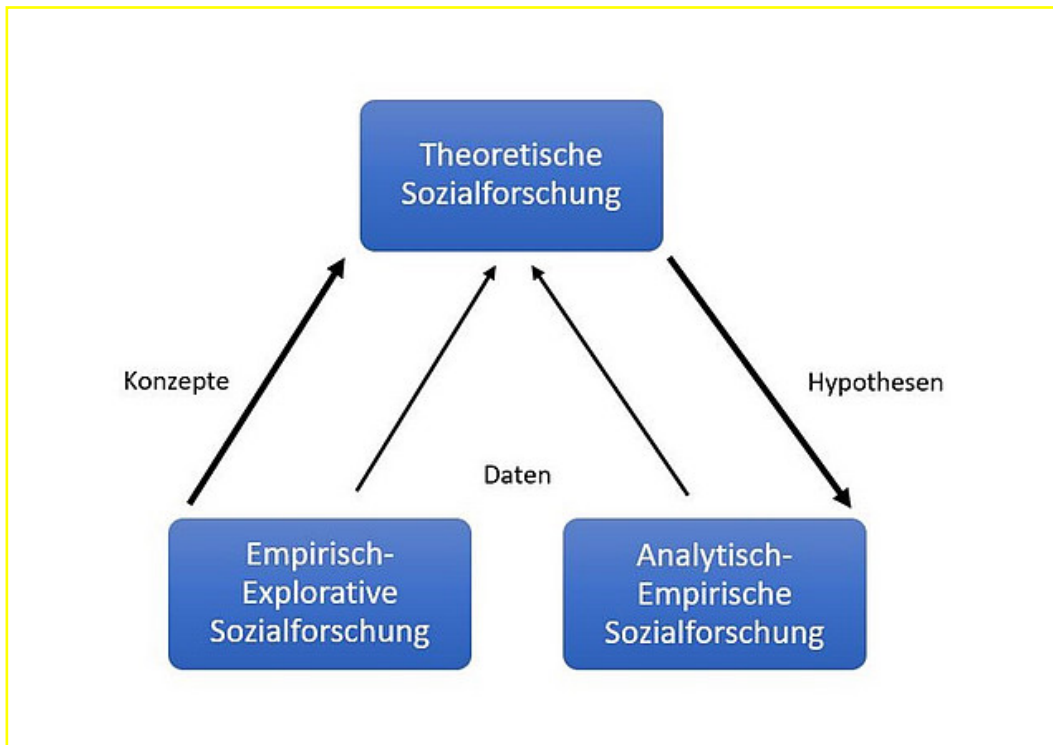 Theoretische
Sozialforschung
Konzepte
Hypothesen
Daten
Empirisch-
Explorative
Sozialforschung
Analytisch-
Empirische
Sozialforschung